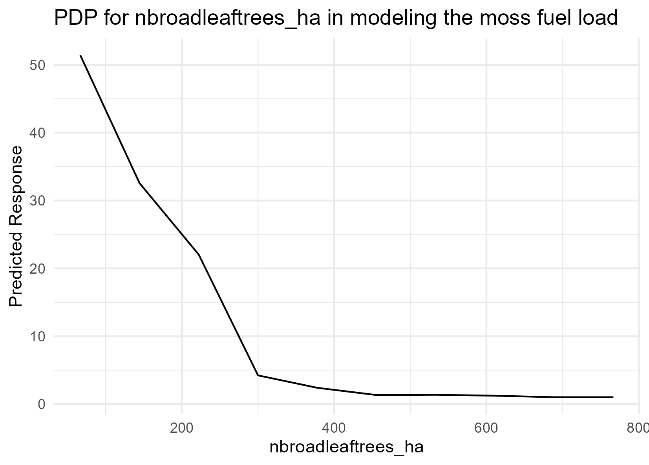 PDP for nbroadleaftrees_ha in modeling the moss fuel load
50
40
30
20
10
0
Predicted Response
200 400 600 800
nbroadleaftrees_ha